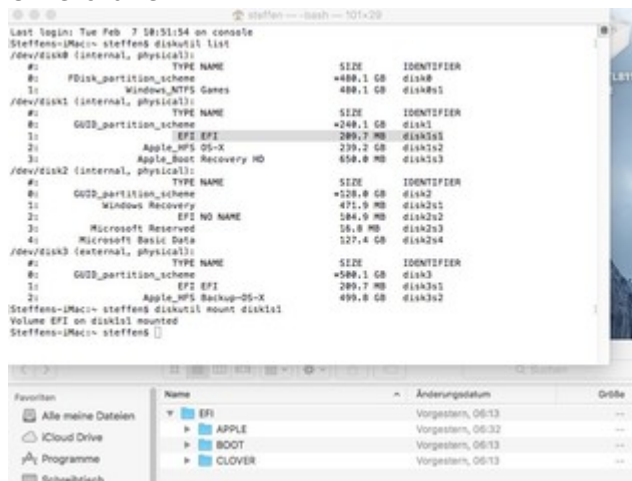 steffen — -bash — 101×29
Last login: Tue Feb  7 10:51:54 on console
Steffens-iMac:~ steffen$ diskutil list
/dev/disk0 (internal, physical):
#: TYPE NAME SIZE IDENTIFIER
0: FDisk_partition_scheme *480.1 GB disk0
1: Windows_NTFS Games 480.1 GB disk0s1
/dev/disk1 (internal, physical):
#: TYPE NAME SIZE IDENTIFIER
0: GUID_partition_scheme *240.1 GB disk1
1: EFI EFI 209.7 MB disk1s1
2: Apple_HFS OS-X 239.2 GB disk1s2
3: Apple_Boot Recovery HD 650.0 MB disk1s3
/dev/disk2 (internal, physical):
#: TYPE NAME SIZE IDENTIFIER
0: GUID_partition_scheme *128.0 GB disk2
1: Windows Recovery 471.9 MB disk2s1
2: EFI NO NAME 104.9 MB disk2s2
3: Microsoft Reserved 16.8 MB disk2s3
4: Microsoft Basic Data 127.4 GB disk2s4
/dev/disk3 (external, physical):
#: TYPE NAME SIZE IDENTIFIER
0: GUID_partition_scheme *500.1 GB disk3
1: EFI EFI 209.7 MB disk3s1
2: Apple_HFS Backup-OS-X 499.8 GB disk3s2
Steffens-iMac:~ steffen$ diskutil mount disk1s1
Volume EFI on disk1s1 mounted
Steffens-iMac:~ steffen$
Suchen
Favoriten Name Änderungsdatum Größe
Alle meine Dateien EFI Vorgestern, 06:13 --
iCloud Drive APPLE Vorgestern, 06:32 --
BOOT Vorgestern, 06:13 --
Programme CLOVER Vorgestern, 06:13 --
Schreibtisch